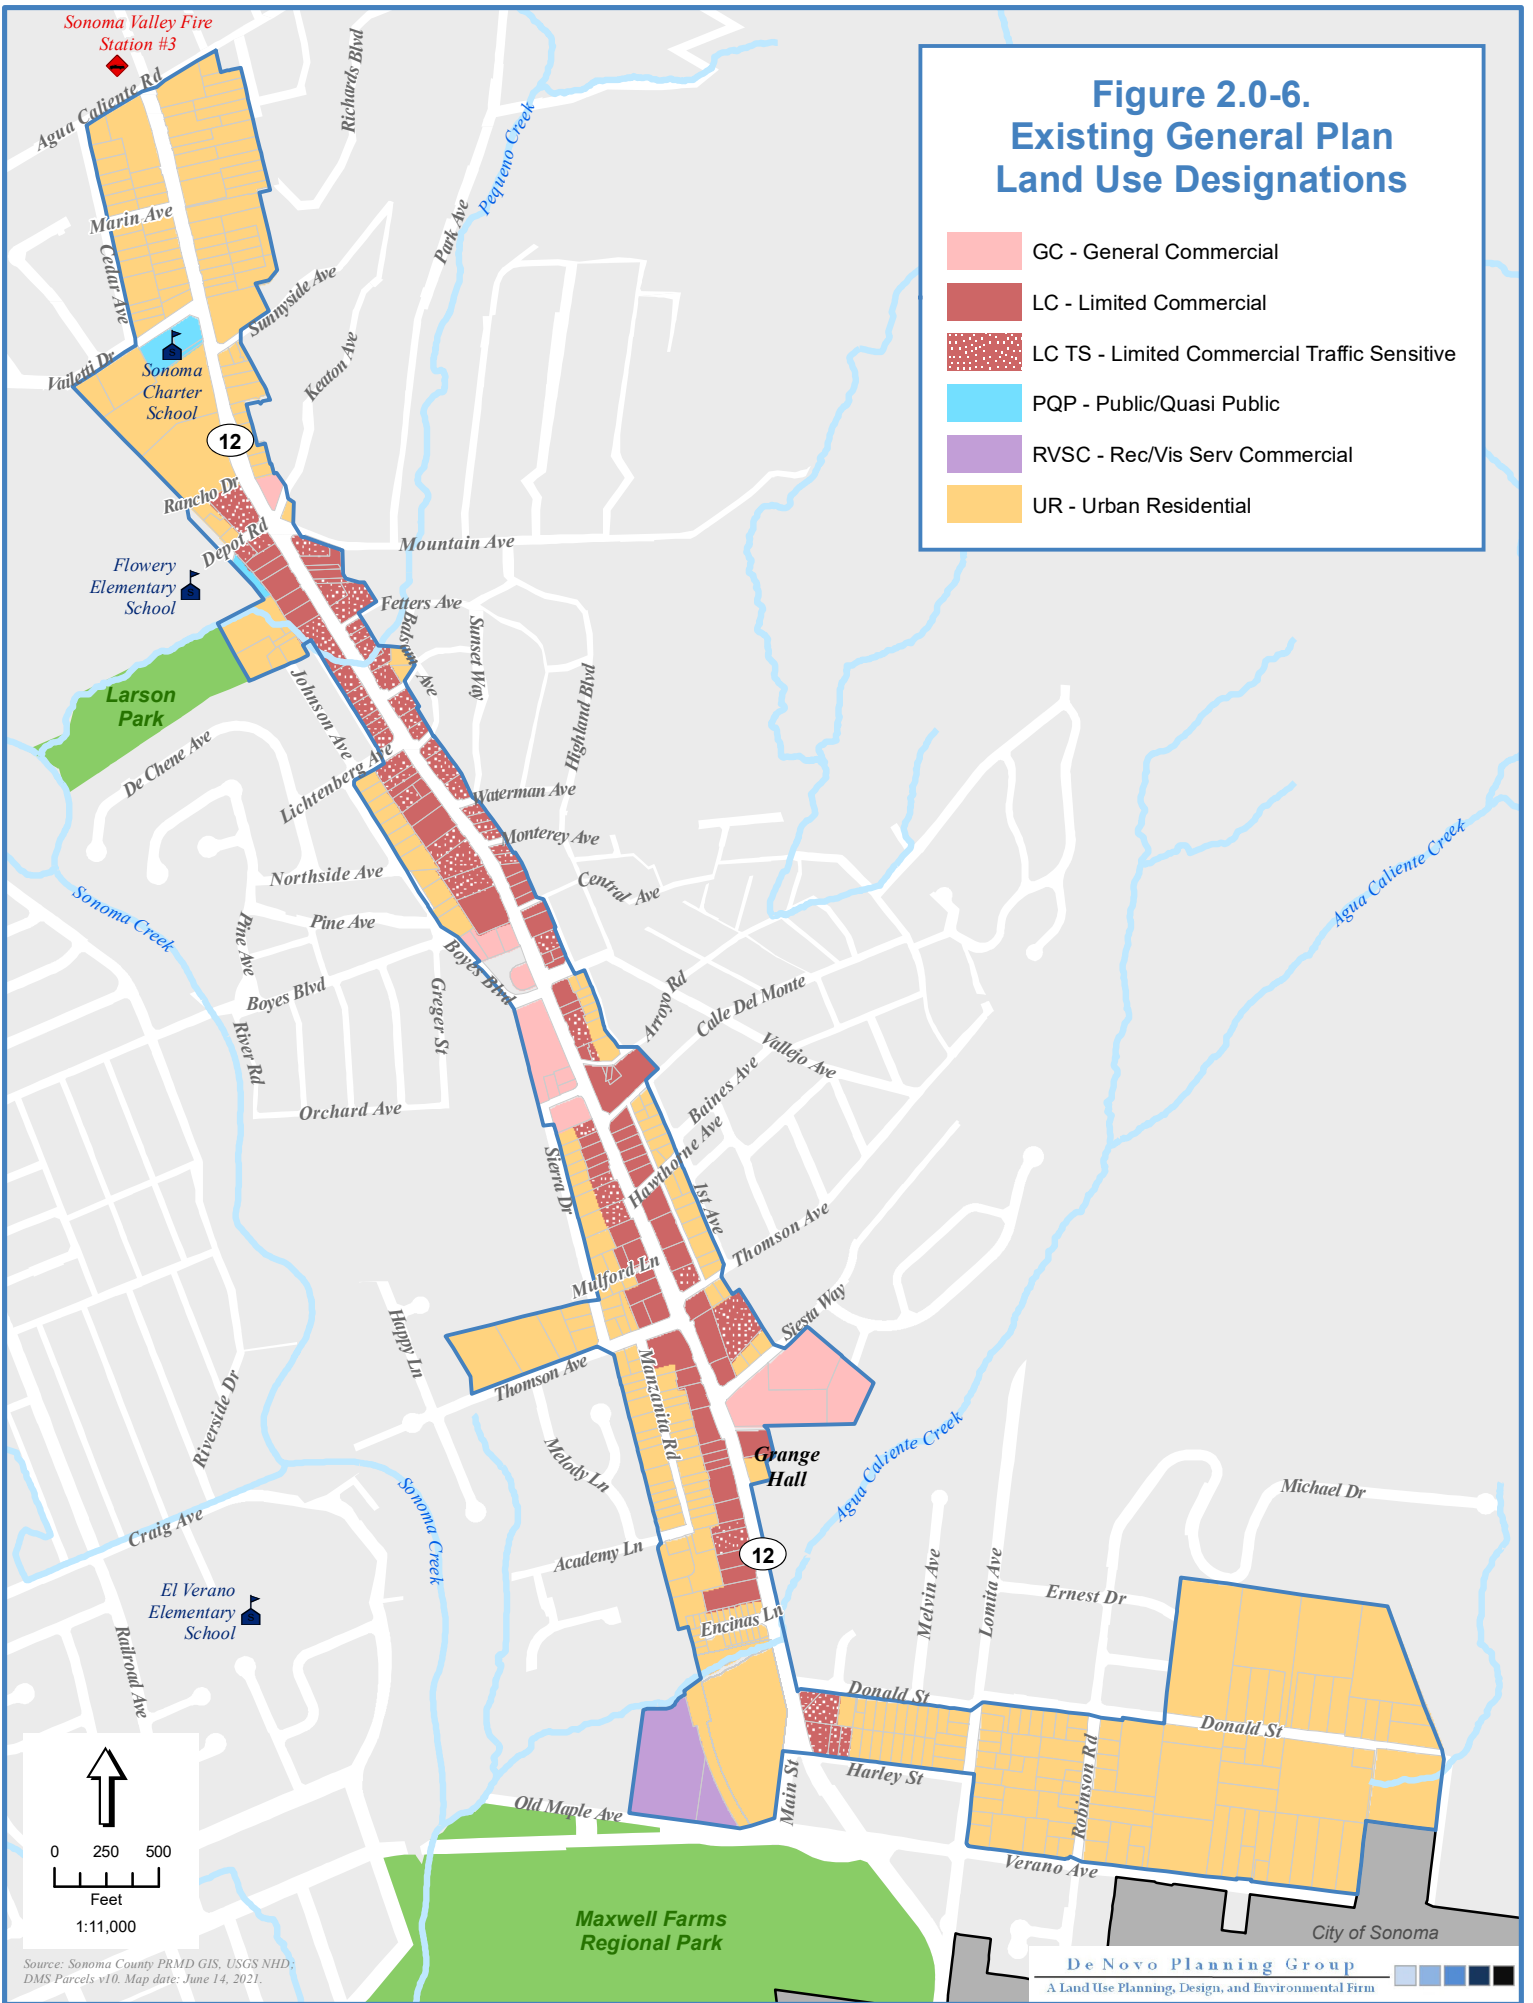 Sonoma Valley Fire
Station #3
Agua Caliente Rd
Richards Blvd
Pequeno Creek
Park Ave
Marin Ave
Cedar Ave
Sunnyside Ave
Keaton Ave
Vailetti Dr
Sonoma
Charter
School
12
Rancho Dr
Depot Rd
Mountain Ave
Flowery
Elementary
School
Fetters Ave
Balsam Ave
Sunset Way
Highland Blvd
Larson
Park
Johnson Ave
De Chene Ave
Lichtenberg Ave
Waterman Ave
Monterey Ave
Central Ave
Northside Ave
Pine Ave
Pine Ave
Sonoma Creek
Boyes Blvd
Boyes Blvd
Greger St
River Rd
Orchard Ave
Arroyo Rd
Calle Del Monte
Vallejo Ave
Baines Ave
Hawthorne Ave
1st Ave
Sierra Dr
Thomson Ave
Mulford Ln
Siesta Way
Happy Ln
Thomson Ave
Manzanita Rd
Riverside Dr
Melody Ln
Grange
Hall
Agua Caliente Creek
Agua Caliente Creek
Craig Ave
Sonoma Creek
Academy Ln
12
Michael Dr
El Verano
Elementary
School
Railroad Ave
Encinas Ln
Melvin Ave
Lomita Ave
Ernest Dr
Donald St
Donald St
Harley St
Main St
Robinson Rd
Old Maple Ave
Verano Ave
Maxwell Farms
Regional Park
City of Sonoma
Figure 2.0-6.
Existing General Plan
Land Use Designations
GC - General Commercial
LC - Limited Commercial
LC TS - Limited Commercial Traffic Sensitive
PQP - Public/Quasi Public
RVSC - Rec/Vis Serv Commercial
UR - Urban Residential
0 250 500
Feet
1:11,000
Source: Sonoma County PRMD GIS, USGS NHD;
DMS Parcels v10. Map date: June 14, 2021.
De Novo Planning Group
A Land Use Planning, Design, and Environmental Firm